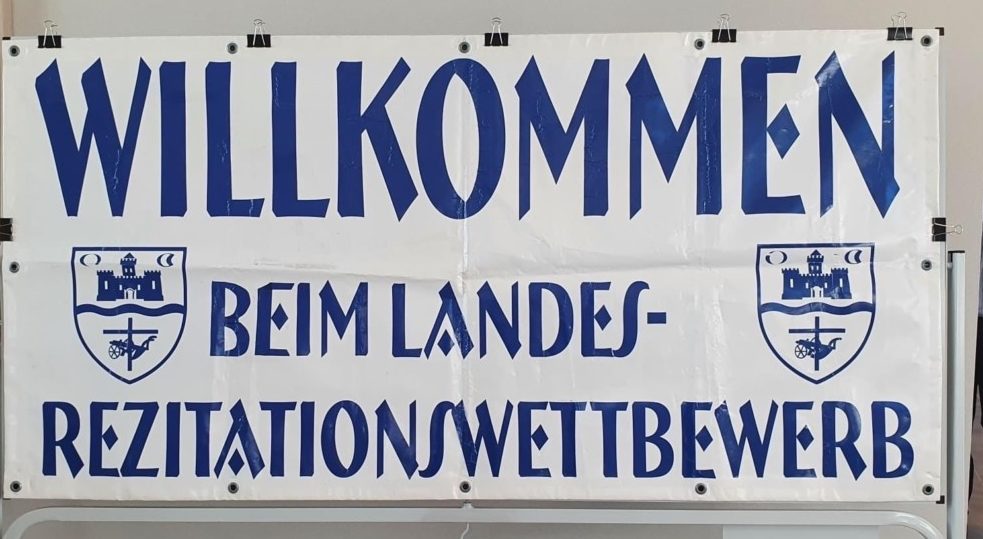 WILLKOMMEN
BEIM LANDES-
REZITATIONSWETTBEWERB